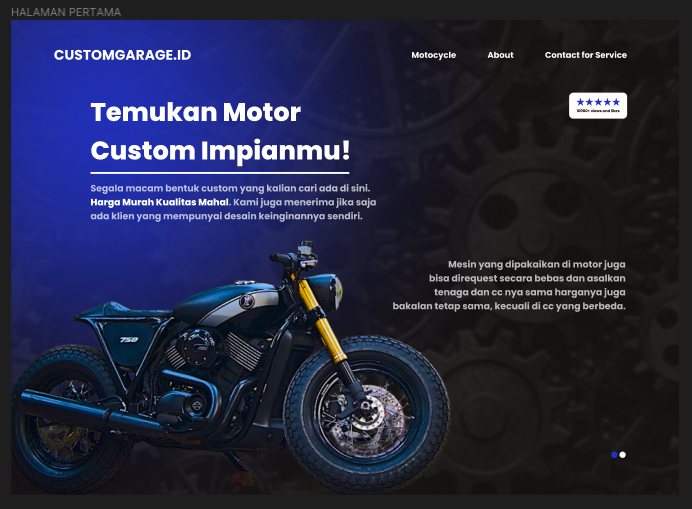 HALAMAN PERTAMA
CUSTOMGARAGE.ID
Motocycle
About
Contact for Service
Temukan Motor
Custom Impianmu!
10000+ views and likes
Segala macam bentuk custom yang kalian cari ada di sini.
Harga Murah Kualitas Mahal. Kami juga menerima jika saja
ada klien yang mempunyai desain keinginannya sendiri.
Mesin yang dipakaikan di motor juga
bisa direquest secara bebas dan asalkan
tenaga dan cc nya sama harganya juga
bakalan tetap sama, kecuali di cc yang berbeda.
750